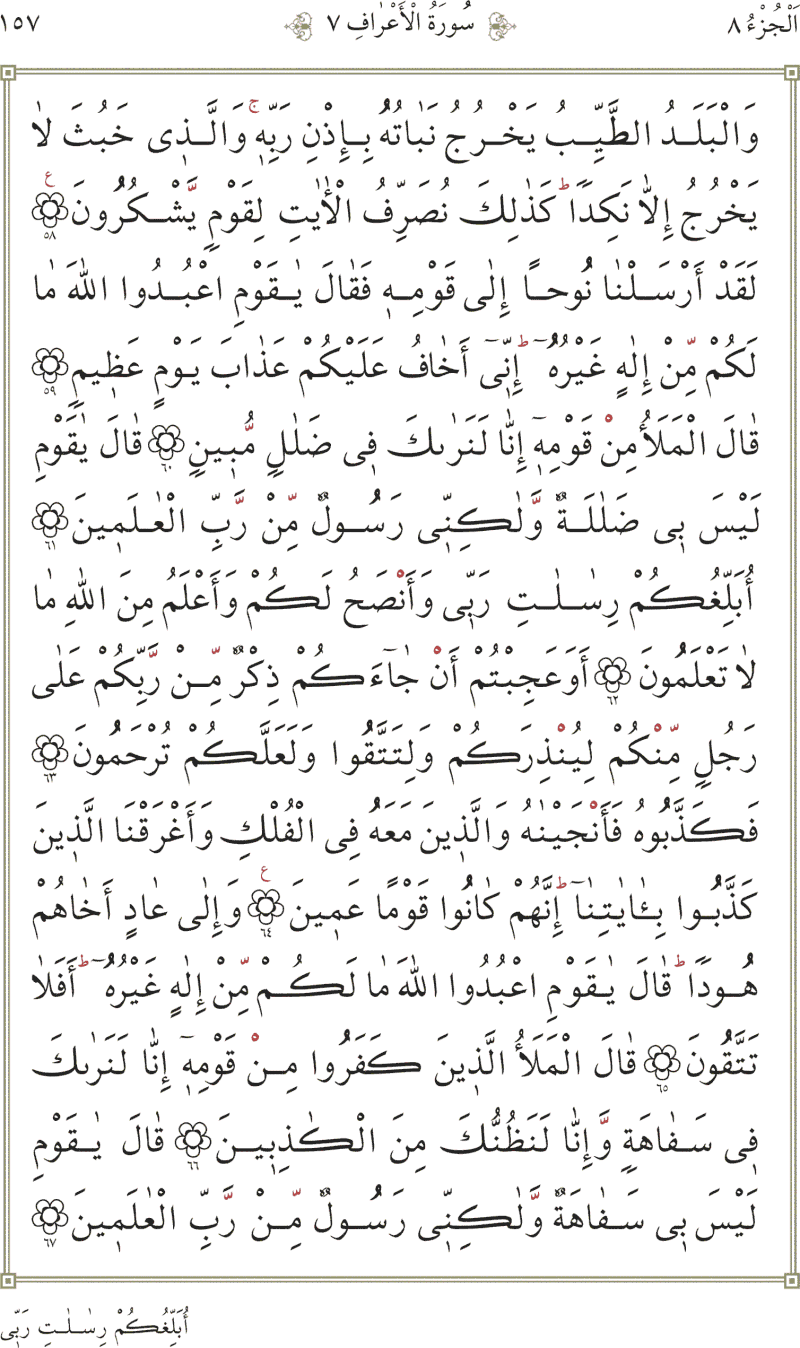 اَلْجُزْءُ ٨
سُورَةُ الْأَعْرَافِ ٧
١٥٧
وَالْبَلَدُ الطَّيِّبُ يَخْرُجُ نَبَاتُهُ بِإِذْنِ رَبِّهٖ ۚ وَالَّذٖى خَبُثَ لَا
يَخْرُجُ إِلَّا نَكِدًا ؕ كَذٰلِكَ نُصَرِّفُ الْأٰيٰتِ لِقَوْمٍ يَّشْكُرُونَ ع ٥٨
لَقَدْ أَرْسَلْنَا نُوحًا إِلٰى قَوْمِهٖ فَقَالَ يٰقَوْمِ اعْبُدُوا اللّٰهَ مَا
لَكُمْ مِّنْ إِلٰهٍ غَيْرُهُٓ ؕ إِنّٖٓى أَخَافُ عَلَيْكُمْ عَذَابَ يَوْمٍ عَظٖيمٍ ٥٩
قَالَ الْمَلَأُ مِنْ قَوْمِهٖٓ إِنَّا لَنَرٰىكَ فٖى ضَلٰلٍ مُّبٖينٍ ٦٠ قَالَ يٰقَوْمِ
لَيْسَ بٖى ضَلٰلَةٌ وَّلٰكِنّٖى رَسُولٌ مِّنْ رَّبِّ الْعٰلَمٖينَ ٦١
أُبَلِّغُكُمْ رِسٰلٰتِ رَبّٖى وَأَنْصَحُ لَكُمْ وَأَعْلَمُ مِنَ اللّٰهِ مَا
لَا تَعْلَمُونَ ٦٢ أَوَعَجِبْتُمْ أَنْ جَآءَكُمْ ذِكْرٌ مِّنْ رَّبِّكُمْ عَلٰى
رَجُلٍ مِّنْكُمْ لِيُنْذِرَكُمْ وَلِتَتَّقُوا وَلَعَلَّكُمْ تُرْحَمُونَ ٦٣
فَكَذَّبُوهُ فَأَنْجَيْنٰهُ وَالَّذٖينَ مَعَهُ فِى الْفُلْكِ وَأَغْرَقْنَا الَّذٖينَ
كَذَّبُوا بِـَٔايٰتِنَآ ؕ إِنَّهُمْ كَانُوا قَوْمًا عَمٖينَ ع ٦٤ وَإِلٰى عَادٍ أَخَاهُمْ
هُودًا ؕ قَالَ يٰقَوْمِ اعْبُدُوا اللّٰهَ مَا لَكُمْ مِّنْ إِلٰهٍ غَيْرُهُٓ ؕ أَفَلَا
تَتَّقُونَ ٦٥ قَالَ الْمَلَأُ الَّذٖينَ كَفَرُوا مِنْ قَوْمِهٖٓ إِنَّا لَنَرٰىكَ
فٖى سَفَاهَةٍ وَّإِنَّا لَنَظُنُّكَ مِنَ الْكٰذِبٖينَ ٦٦ قَالَ يٰقَوْمِ
لَيْسَ بٖى سَفَاهَةٌ وَّلٰكِنّٖى رَسُولٌ مِّنْ رَّبِّ الْعٰلَمٖينَ ٦٧
أُبَلِّغُكُمْ رِسٰلٰتِ رَبّٖى